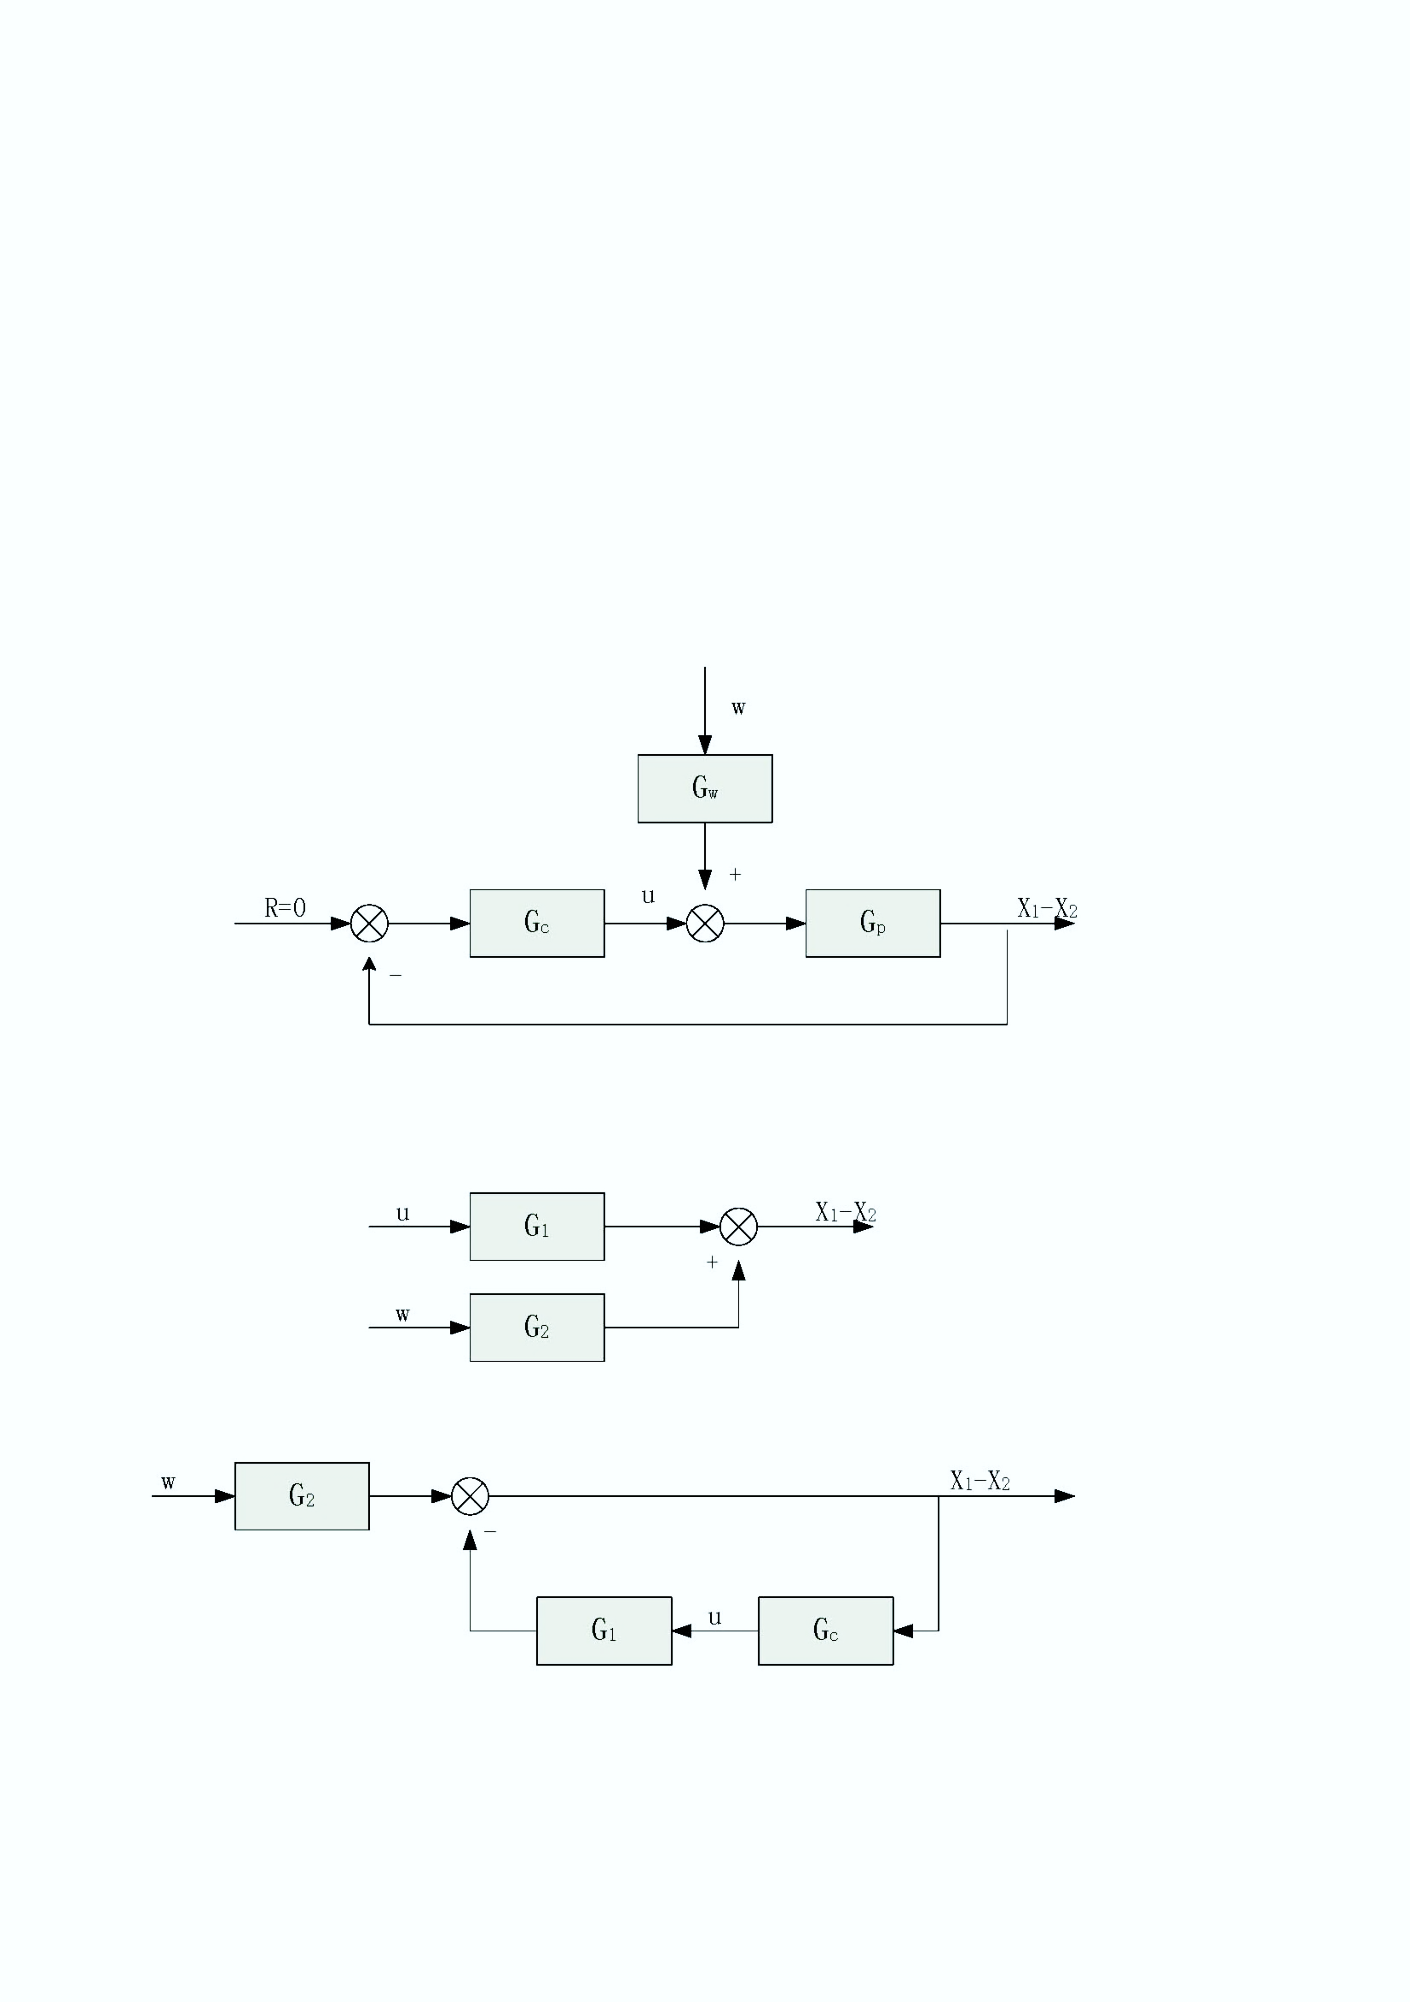 w
Gw
+
R=0
Gc
u
Gp
X1-X2
-
u
G1
X1-X2
+
w
G2
w
G2
X1-X2
-
G1
u
Gc